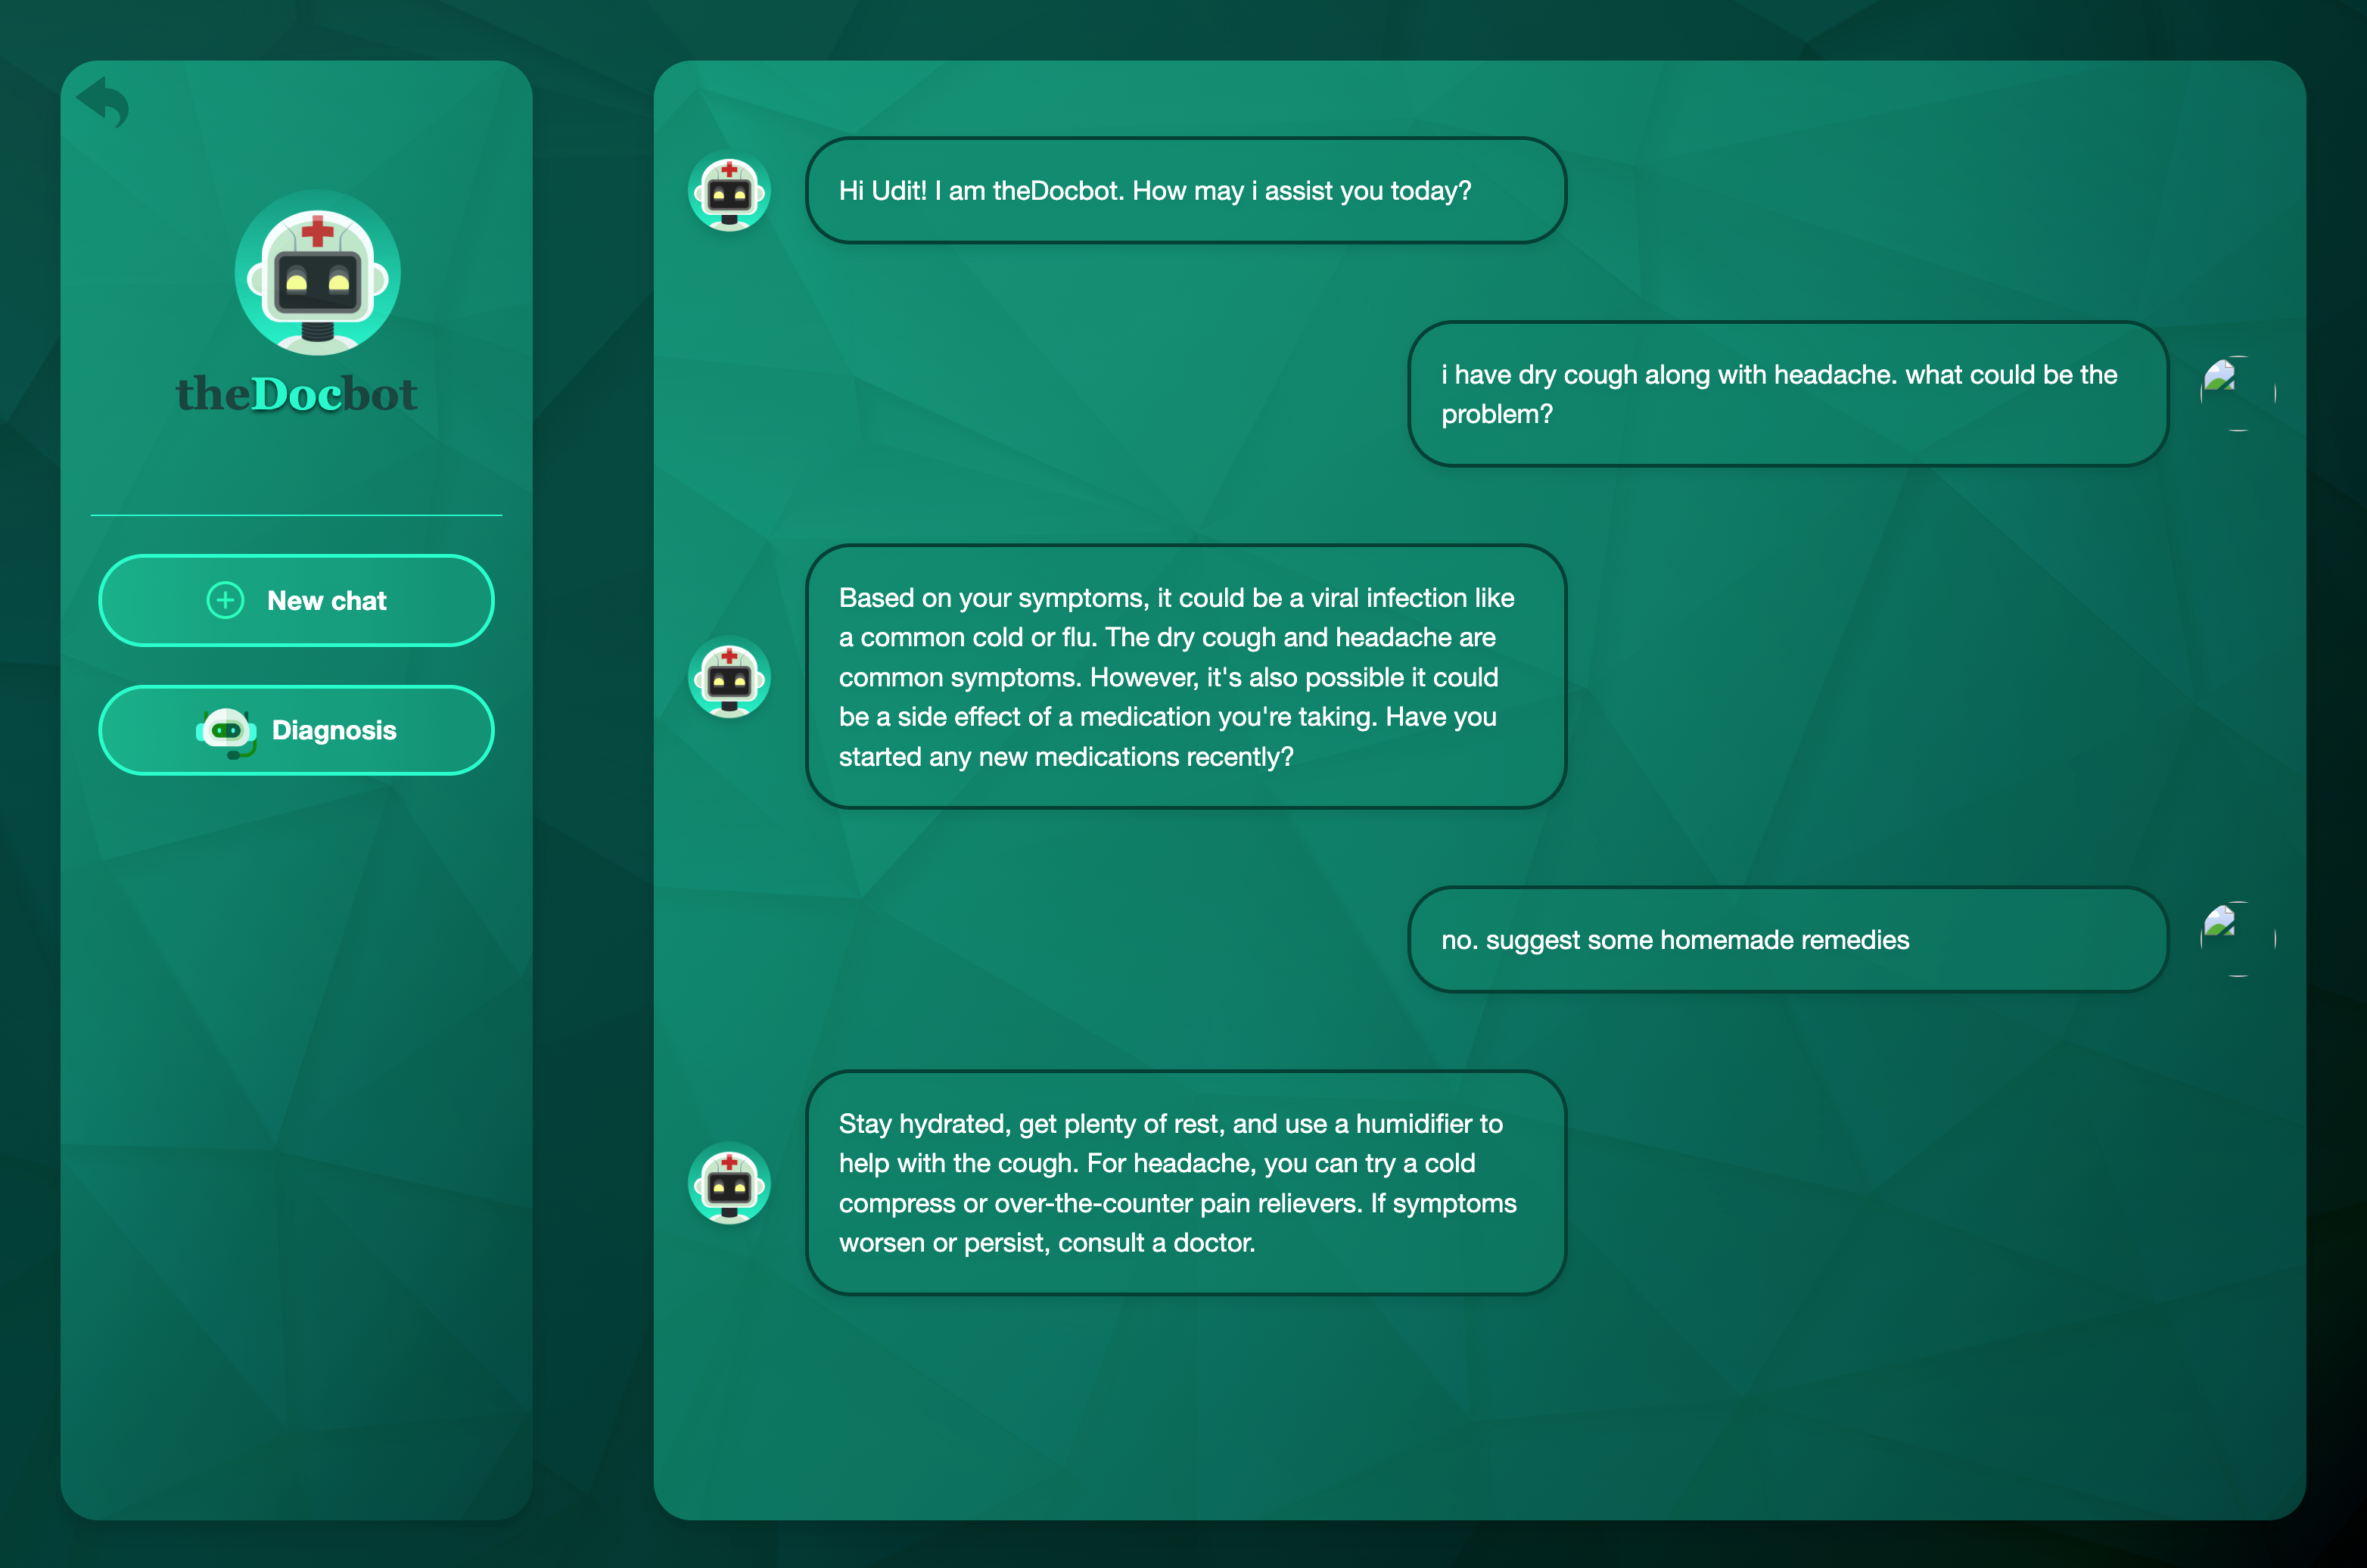 theDocbot
New chat
Diagnosis
Hi Udit! I am theDocbot. How may i assist you today?
i have dry cough along with headache. what could be the
problem?
Based on your symptoms, it could be a viral infection like
a common cold or flu. The dry cough and headache are
common symptoms. However, it's also possible it could
be a side effect of a medication you're taking. Have you
started any new medications recently?
no. suggest some homemade remedies
Stay hydrated, get plenty of rest, and use a humidifier to
help with the cough. For headache, you can try a cold
compress or over-the-counter pain relievers. If symptoms
worsen or persist, consult a doctor.